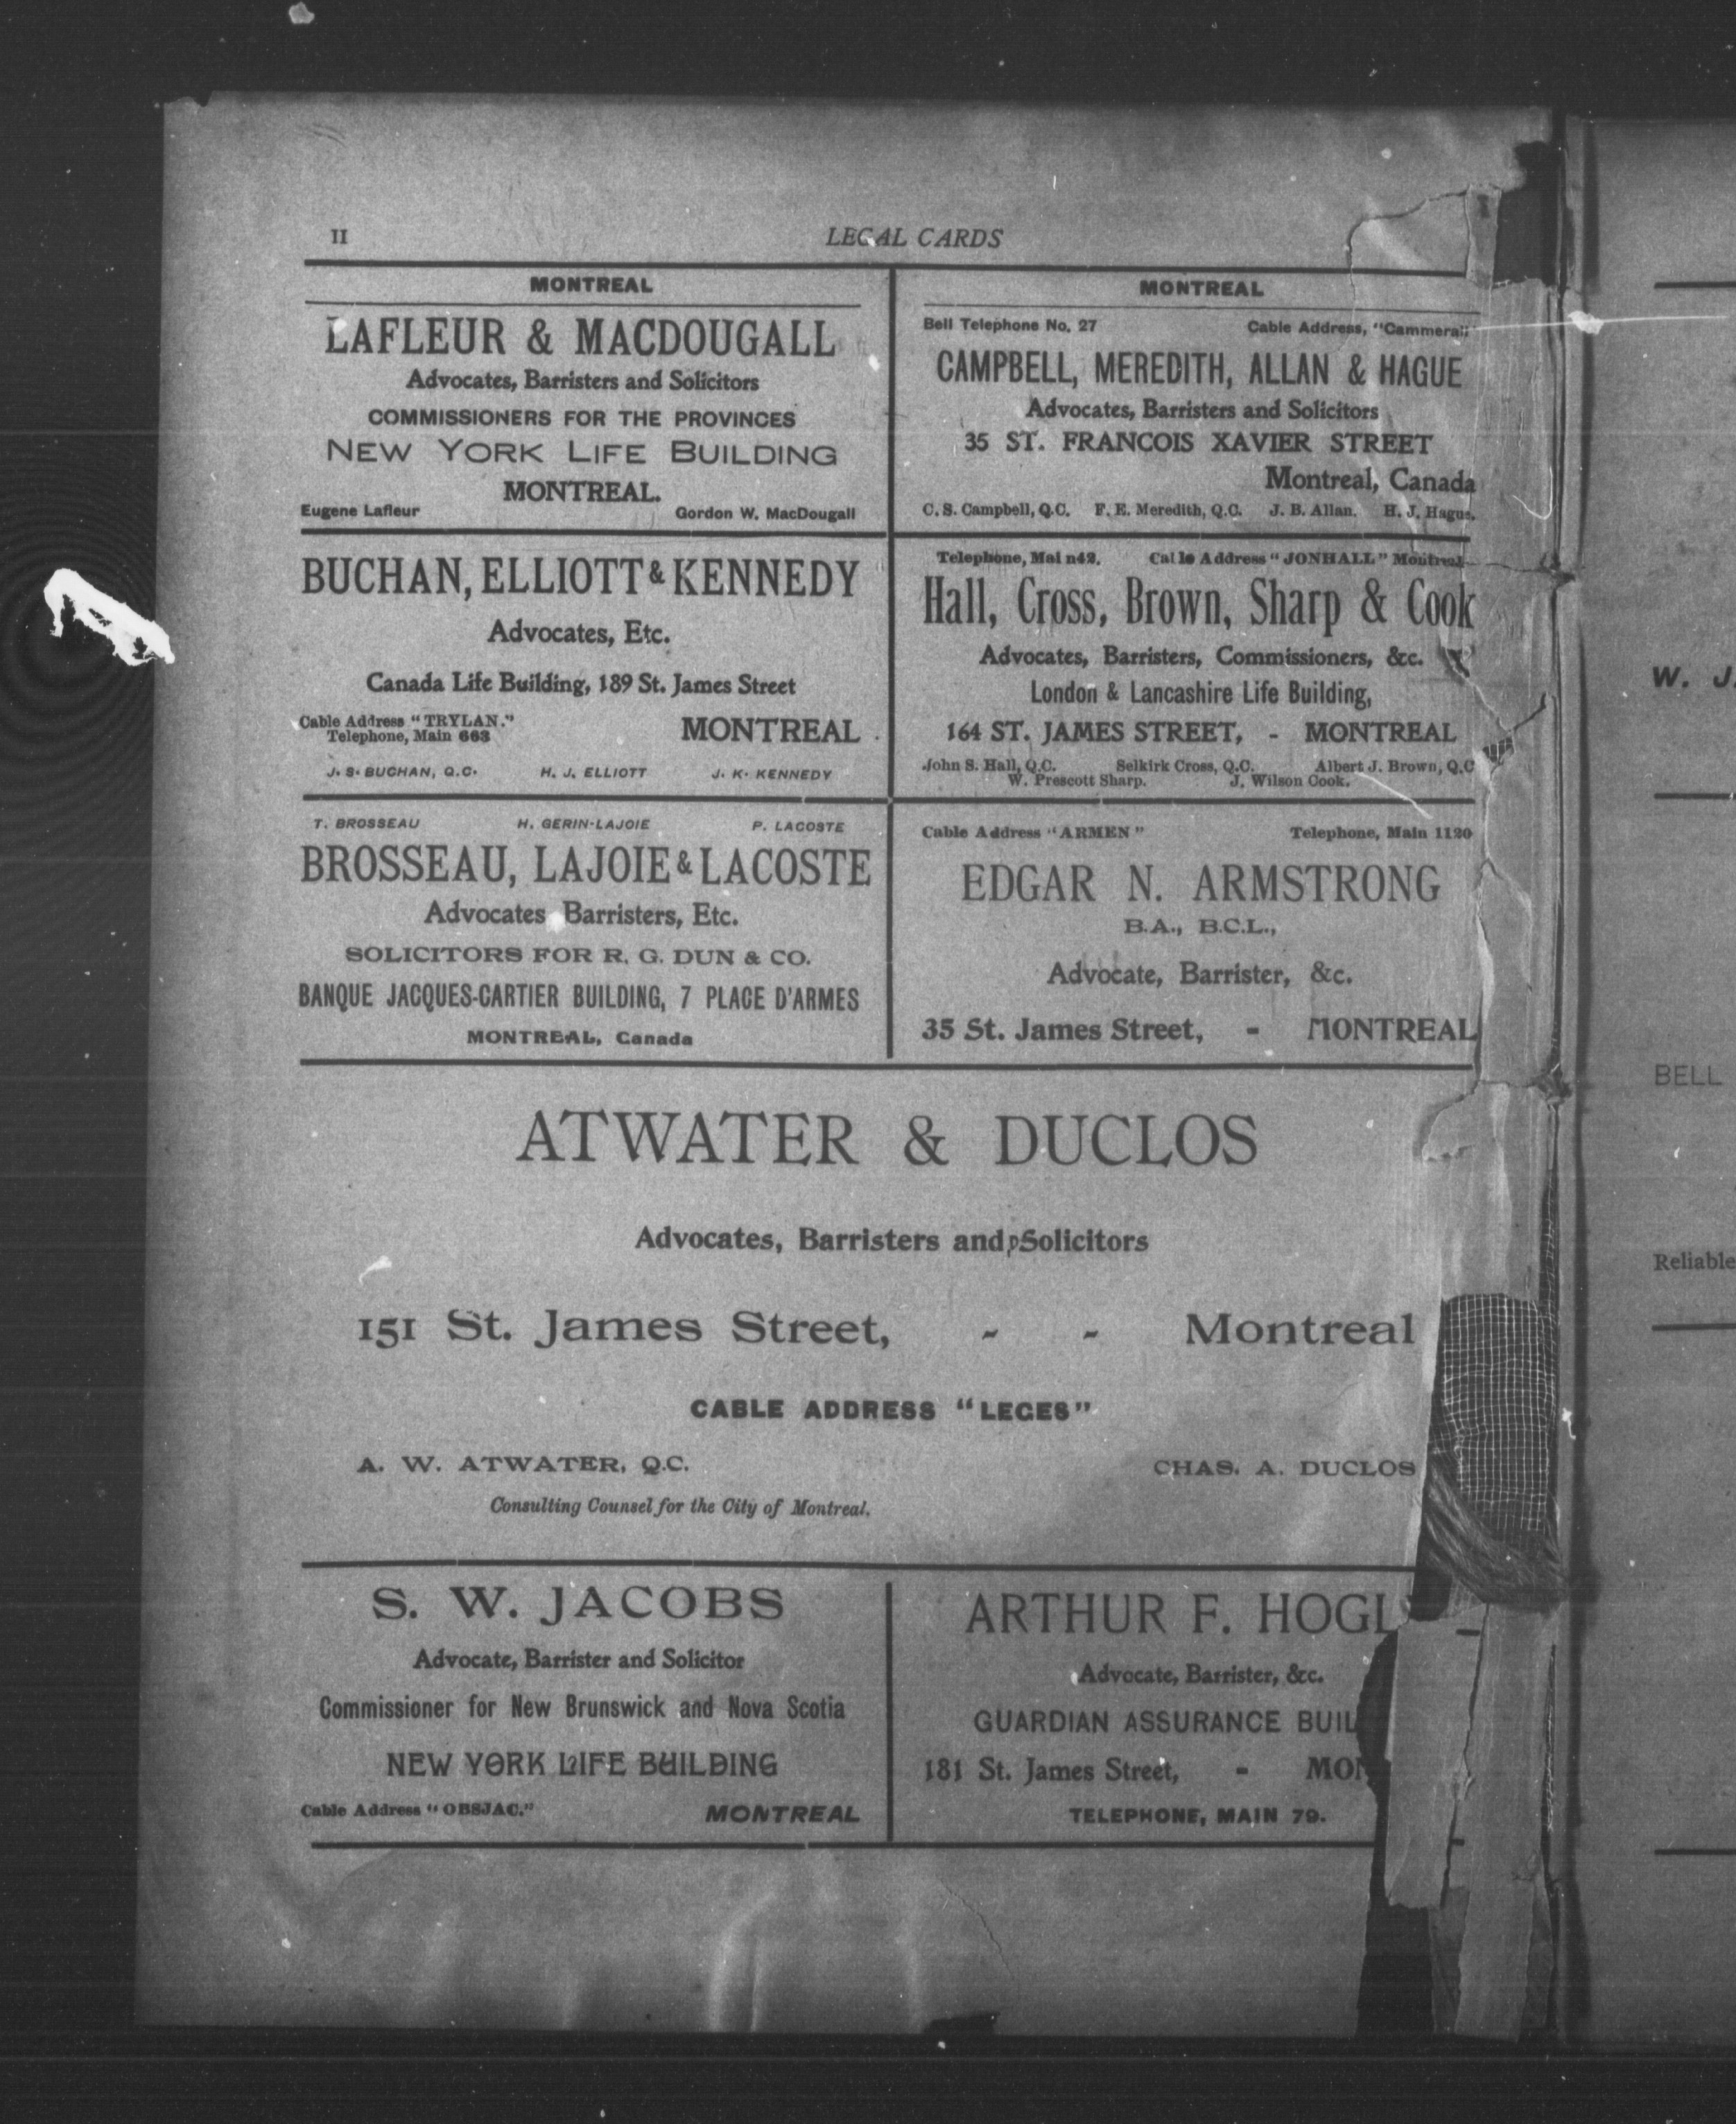 II
LEGAL CARDS
MONTREAL
LAFLEUR & MACDOUGALL
Advocates, Barristers and Solicitors
COMMISSIONERS FOR THE PROVINCES
NEW YORK LIFE BUILDING
MONTREAL.
Eugene Lafleur Gordon W. MacDougall
BUCHAN, ELLIOTT & KENNEDY
Advocates, Etc.
Canada Life Building, 189 St. James Street
Cable Address "TRYLAN."
Telephone, Main 663
MONTREAL
J. S. BUCHAN, Q.C. H. J. ELLIOTT J. K. KENNEDY
T. BROSSEAU H. GERIN-LAJOIE P. LACOSTE
BROSSEAU, LAJOIE & LACOSTE
Advocates Barristers, Etc.
SOLICITORS FOR R. G. DUN & CO.
BANQUE JACQUES-CARTIER BUILDING, 7 PLACE D'ARMES
MONTREAL, Canada
MONTREAL
Bell Telephone No. 27 Cable Address, "Cammerall"
CAMPBELL, MEREDITH, ALLAN & HAGUE
Advocates, Barristers and Solicitors
35 ST. FRANCOIS XAVIER STREET
Montreal, Canada
C. S. Campbell, Q.C. F. E. Meredith, Q.C. J. B. Allan. H. J. Hague.
Telephone, Mai n42. Cable Address "JONHALL" Montreal
Hall, Cross, Brown, Sharp & Cook
Advocates, Barristers, Commissioners, &c.
London & Lancashire Life Building,
164 ST. JAMES STREET, - MONTREAL
John S. Hall, Q.C. Selkirk Cross, Q.C. Albert J. Brown, Q.C
W. Prescott Sharp. J. Wilson Cook.
Cable Address "ARMEN" Telephone, Main 1120
EDGAR N. ARMSTRONG
B.A., B.C.L.,
Advocate, Barrister, &c.
35 St. James Street, - MONTREAL
ATWATER & DUCLOS
Advocates, Barristers and Solicitors
151 St. James Street, - - Montreal
CABLE ADDRESS "LEGES"
A. W. ATWATER, Q.C. CHAS. A. DUCLOS
Consulting Counsel for the City of Montreal.
S. W. JACOBS
Advocate, Barrister and Solicitor
Commissioner for New Brunswick and Nova Scotia
NEW YORK LIFE BUILDING
Cable Address "OBSJAC." MONTREAL
ARTHUR F. HOGL
Advocate, Barrister, &c.
GUARDIAN ASSURANCE BUIL
181 St. James Street, - MON
TELEPHONE, MAIN 79.
W. J.
BELL
Reliable